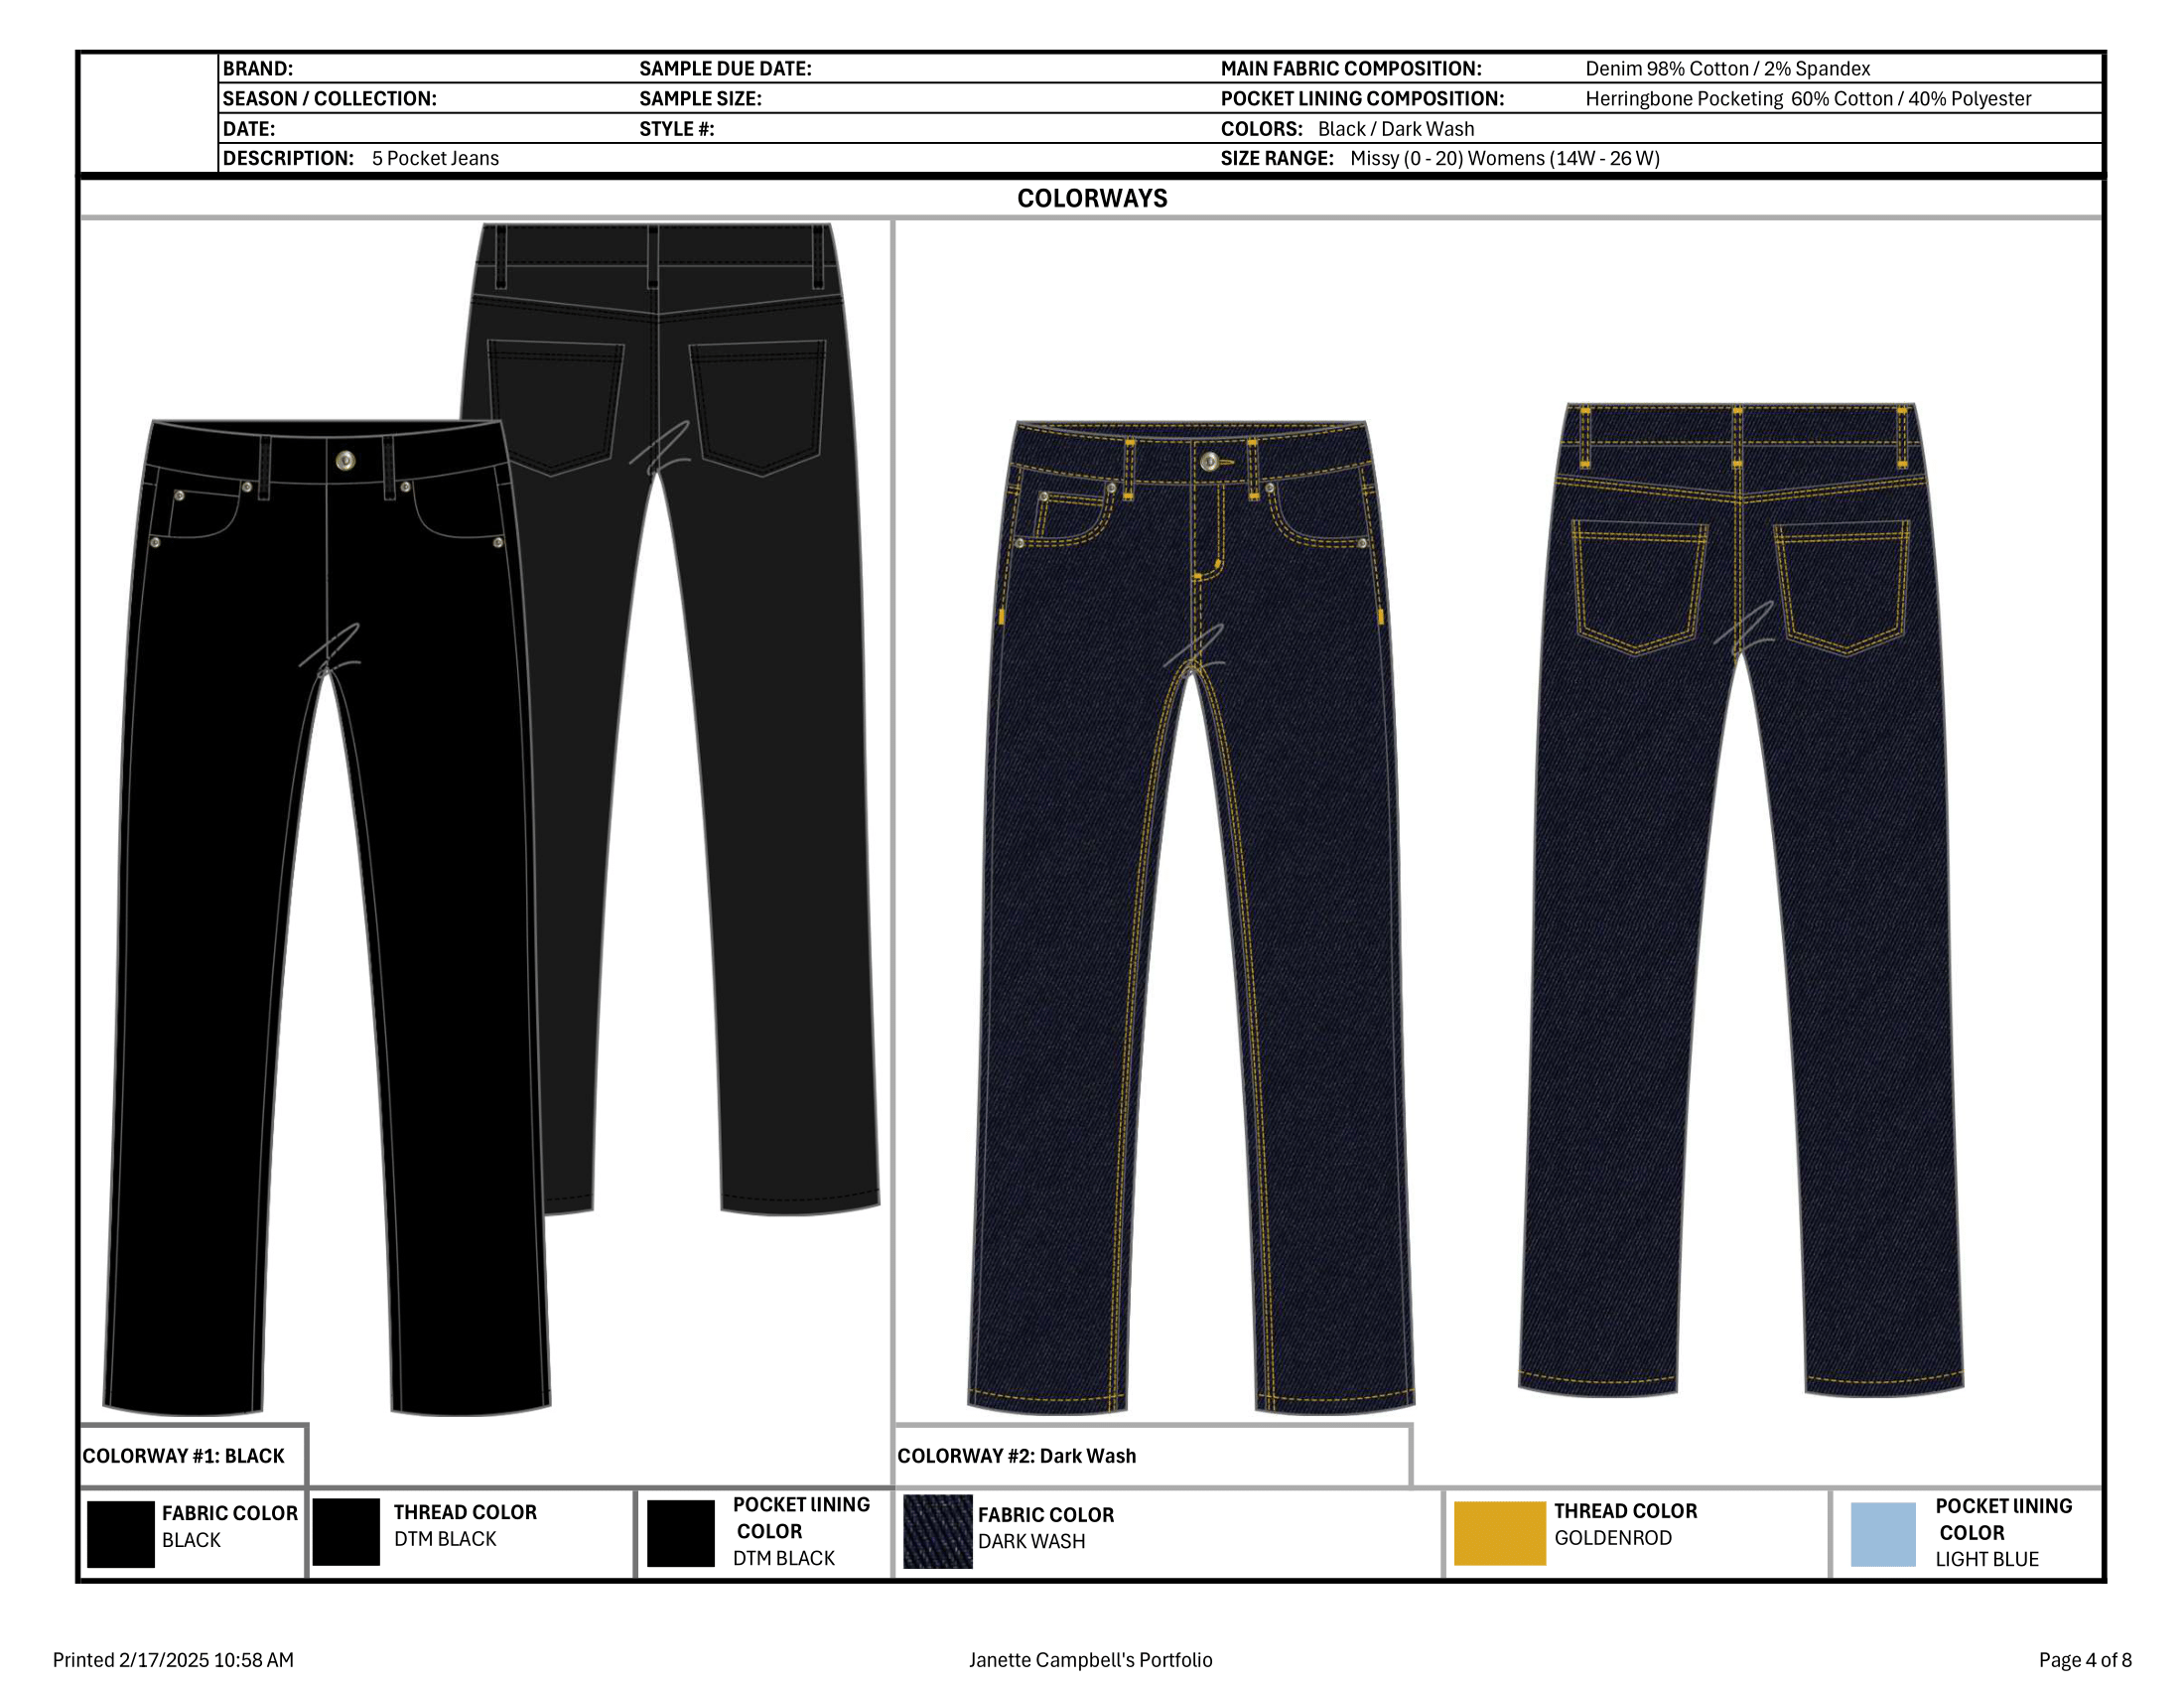 BRAND: SAMPLE DUE DATE: MAIN FABRIC COMPOSITION: Denim 98% Cotton / 2% Spandex
SEASON / COLLECTION: SAMPLE SIZE: POCKET LINING COMPOSITION: Herringbone Pocketing 60% Cotton / 40% Polyester
DATE: STYLE #: COLORS: Black / Dark Wash
DESCRIPTION: 5 Pocket Jeans SIZE RANGE: Missy (0 - 20) Womens (14W - 26 W)
COLORWAYS
COLORWAY #1: BLACK
FABRIC COLOR
BLACK
THREAD COLOR
DTM BLACK
POCKET lINING
COLOR
DTM BLACK
COLORWAY #2: Dark Wash
FABRIC COLOR
DARK WASH
THREAD COLOR
GOLDENROD
POCKET lINING
COLOR
LIGHT BLUE
Printed 2/17/2025 10:58 AM Janette Campbell's Portfolio Page 4 of 8